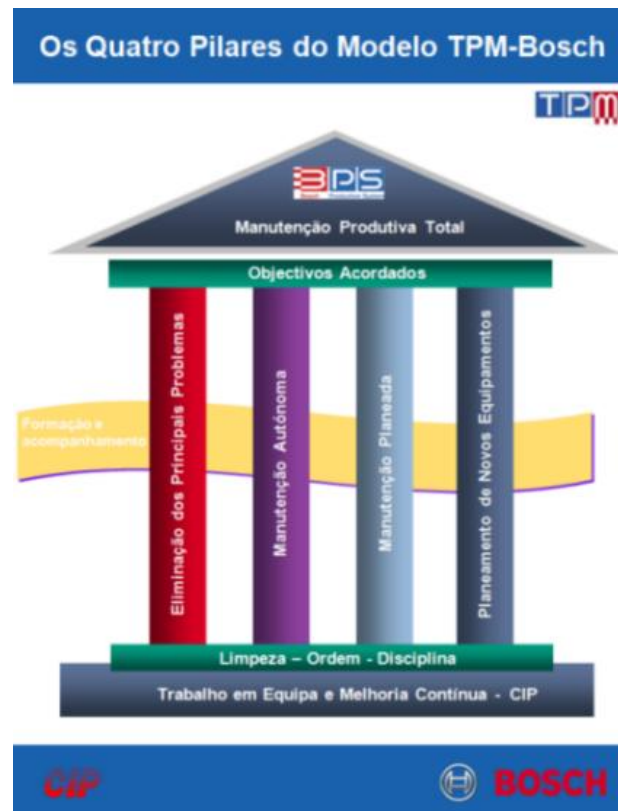 Os Quatro Pilares do Modelo TPM-Bosch
TPM
BPS
Manutenção Produtiva Total
Objectivos Acordados
Formação e
acompanhamento
Eliminação dos Principais Problemas
Manutenção Autónoma
Manutenção Planeada
Planeamento de Novos Equipamentos
Limpeza – Ordem - Disciplina
Trabalho em Equipa e Melhoria Contínua - CIP
CIP
BOSCH